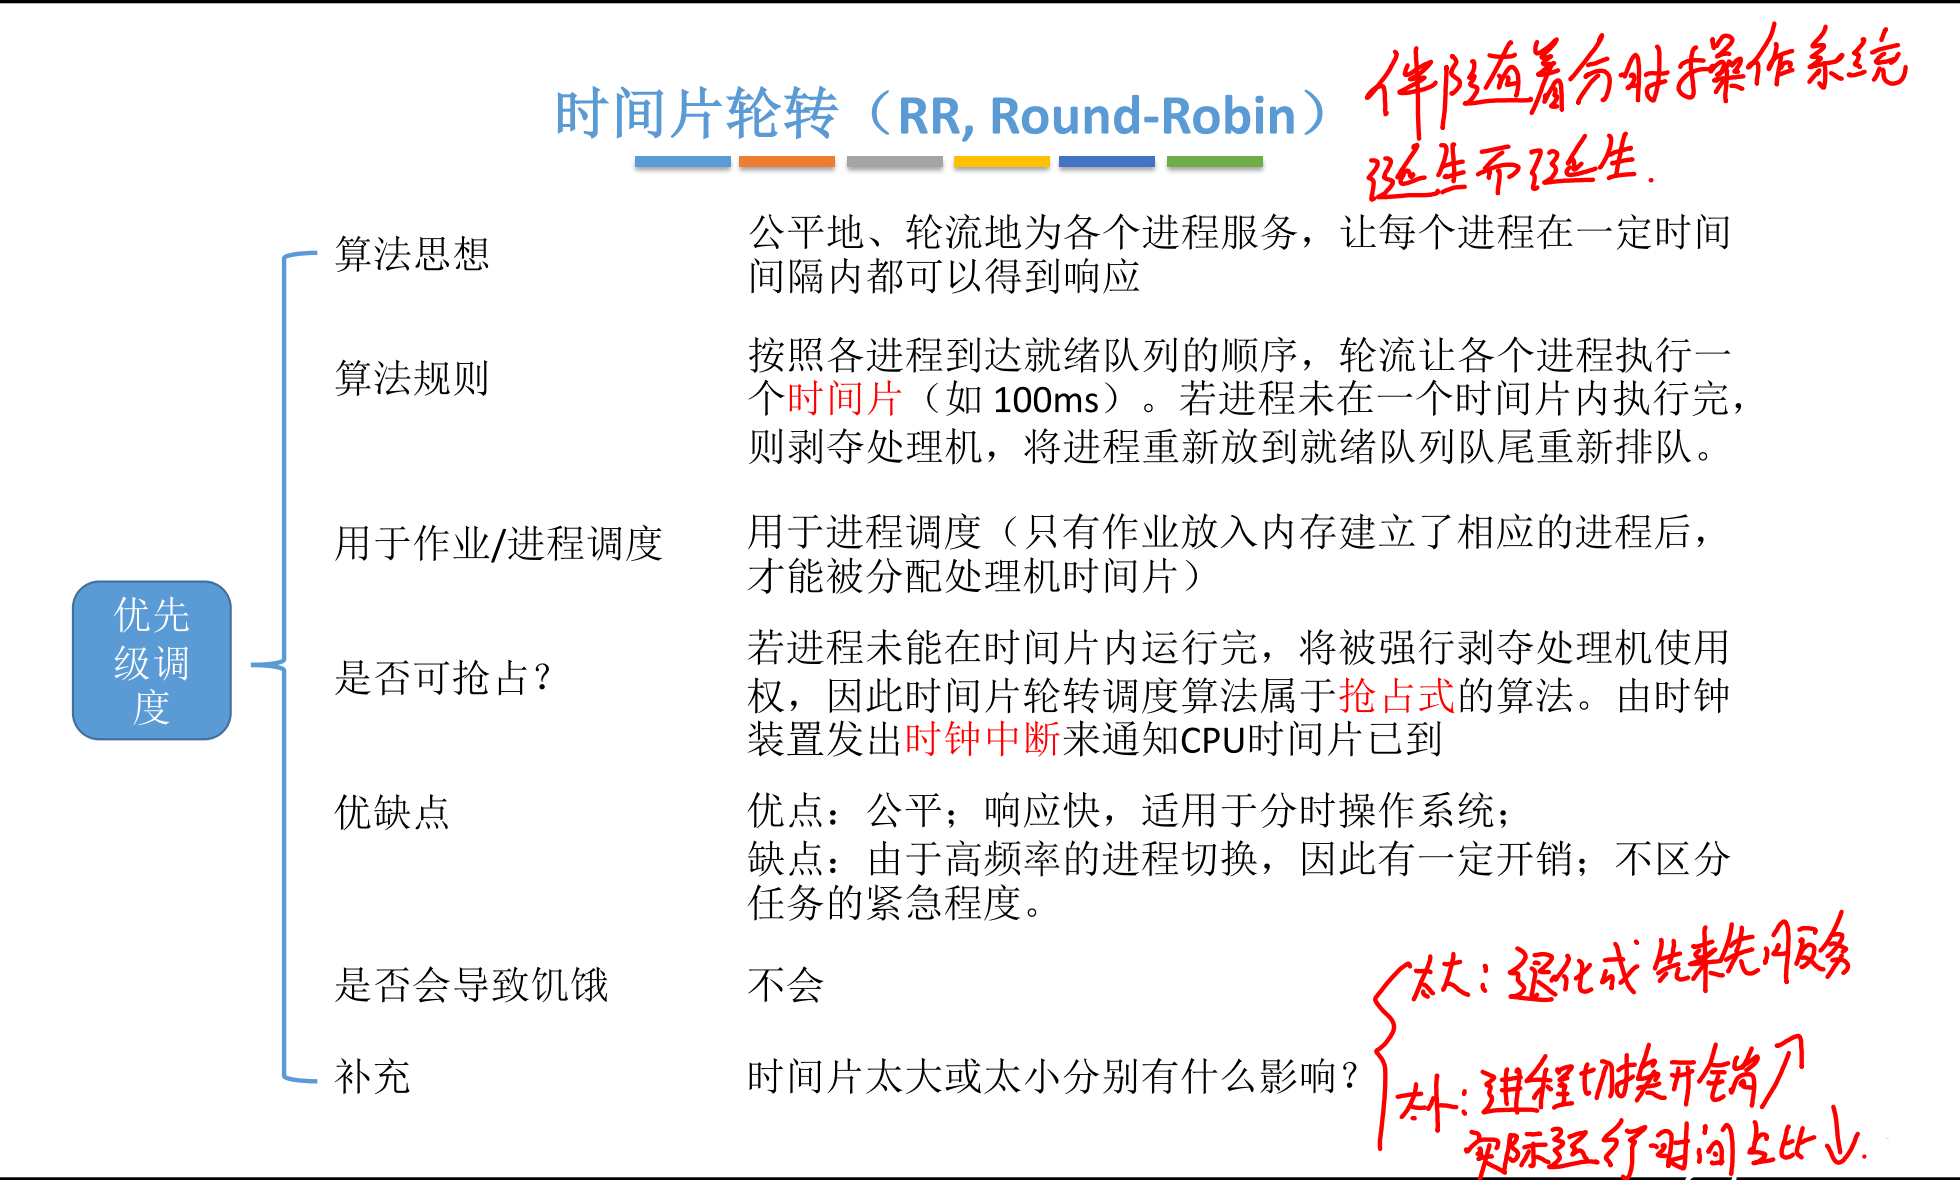 时间片轮转（RR, Round-Robin）
伴随着分时操作系统
诞生而诞生.
算法思想
公平地、轮流地为各个进程服务，让每个进程在一定时间
间隔内都可以得到响应
算法规则
按照各进程到达就绪队列的顺序，轮流让各个进程执行一
个时间片（如 100ms）。若进程未在一个时间片内执行完，
则剥夺处理机，将进程重新放到就绪队列队尾重新排队。
用于作业/进程调度
用于进程调度（只有作业放入内存建立了相应的进程后，
才能被分配处理机时间片）
优先
级调
度
是否可抢占？
若进程未能在时间片内运行完，将被强行剥夺处理机使用
权，因此时间片轮转调度算法属于抢占式的算法。由时钟
装置发出时钟中断来通知CPU时间片已到
优缺点
优点：公平；响应快，适用于分时操作系统；
缺点：由于高频率的进程切换，因此有一定开销；不区分
任务的紧急程度。
是否会导致饥饿
不会
补充
时间片太大或太小分别有什么影响？
太大：退化成先来先服务
太小：进程切换开销↗
实际运行时间占比↓.